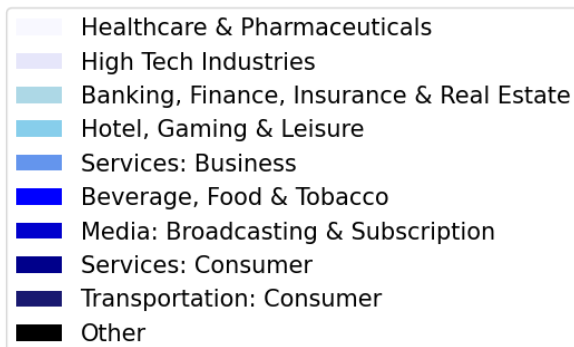 Healthcare & Pharmaceuticals
High Tech Industries
Banking, Finance, Insurance & Real Estate
Hotel, Gaming & Leisure
Services: Business
Beverage, Food & Tobacco
Media: Broadcasting & Subscription
Services: Consumer
Transportation: Consumer
Other